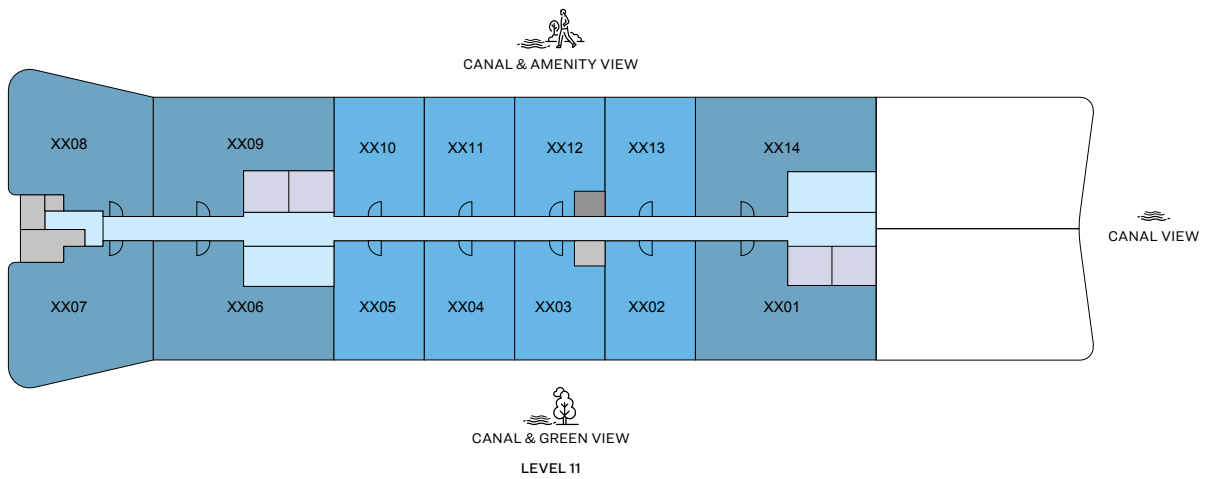 CANAL & AMENITY VIEW
XX08
XX09
XX10
XX11
XX12
XX13
XX14
CANAL VIEW
XX07
XX06
XX05
XX04
XX03
XX02
XX01
CANAL & GREEN VIEW
LEVEL 11